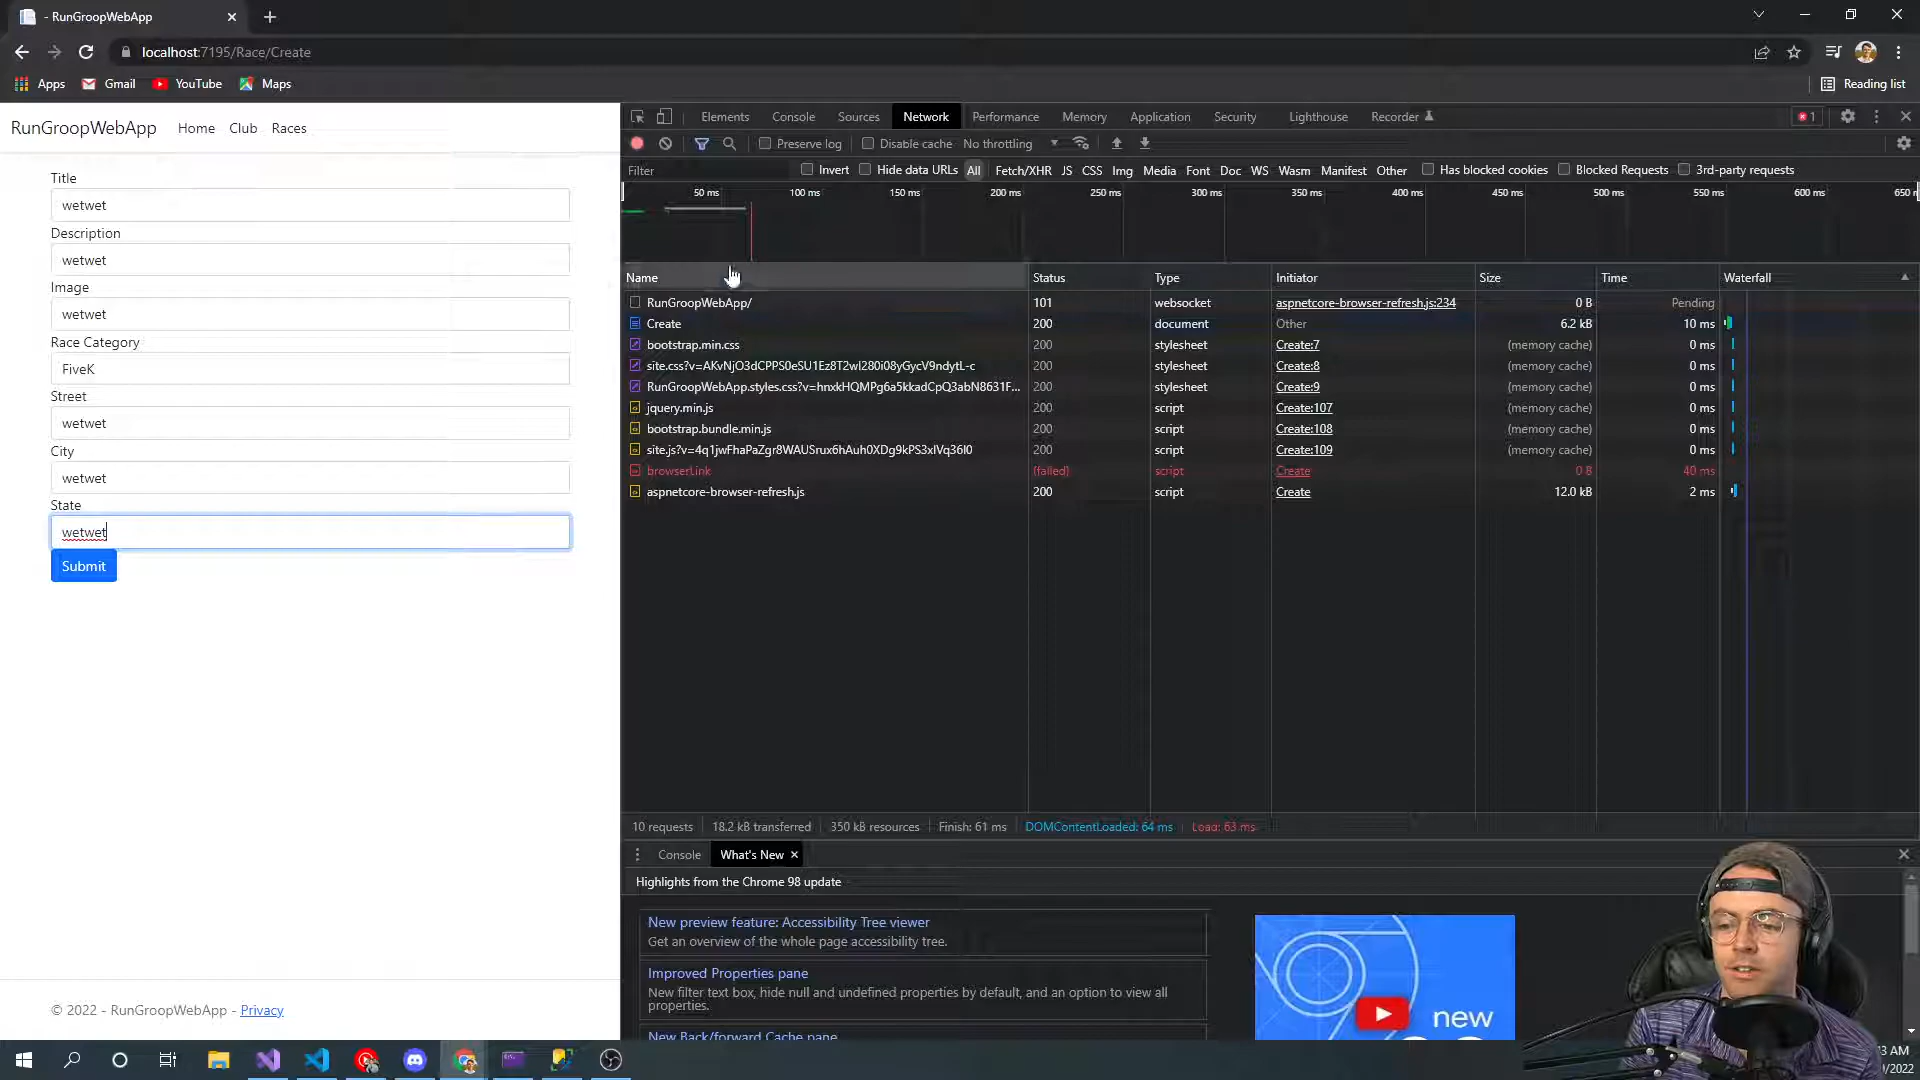 - RunGroopWebApp
localhost:7195/Race/Create
Apps Gmail YouTube Maps Reading list
RunGroopWebApp Home Club Races
Title
wetwet
Description
wetwet
Image
wetwet
Race Category
FiveK
Street
wetwet
City
wetwet
State
wetwet
Submit
© 2022 - RunGroopWebApp - Privacy
Elements Console Sources Network Performance Memory Application Security Lighthouse Recorder 1
Preserve log Disable cache No throttling
Filter Invert Hide data URLs All Fetch/XHR JS CSS Img Media Font Doc WS Wasm Manifest Other Has blocked cookies Blocked Requests 3rd-party requests
50 ms 100 ms 150 ms 200 ms 250 ms 300 ms 350 ms 400 ms 450 ms 500 ms 550 ms 600 ms 650 m
Name Status Type Initiator Size Time Waterfall
RunGroopWebApp/ 101 websocket aspnetcore-browser-refresh.js:234 0 B Pending
Create 200 document Other 6.2 kB 10 ms
bootstrap.min.css 200 stylesheet Create:7 (memory cache) 0 ms
site.css?v=AKvNjO3dCPPS0eSU1Ez8T2wI280i08yGycV9ndytL-c 200 stylesheet Create:8 (memory cache) 0 ms
RunGroopWebApp.styles.css?v=hnxkHQMPg6a5kkadCpQ3abN8631F... 200 stylesheet Create:9 (memory cache) 0 ms
jquery.min.js 200 script Create:107 (memory cache) 0 ms
bootstrap.bundle.min.js 200 script Create:108 (memory cache) 0 ms
site.js?v=4q1jwFhaPaZgr8WAUSrux6hAuh0XDg9kPS3xIVq36I0 200 script Create:109 (memory cache) 0 ms
browserLink (failed) script Create 0 B 40 ms
aspnetcore-browser-refresh.js 200 script Create 12.0 kB 2 ms
10 requests 18.2 kB transferred 350 kB resources Finish: 61 ms DOMContentLoaded: 64 ms Load: 63 ms
Console What's New
Highlights from the Chrome 98 update
New preview feature: Accessibility Tree viewer
Get an overview of the whole page accessibility tree.
Improved Properties pane
New filter text box, hide null and undefined properties by default, and an option to view all
properties.
New Back/forward Cache pane
new
3 AM
/2022